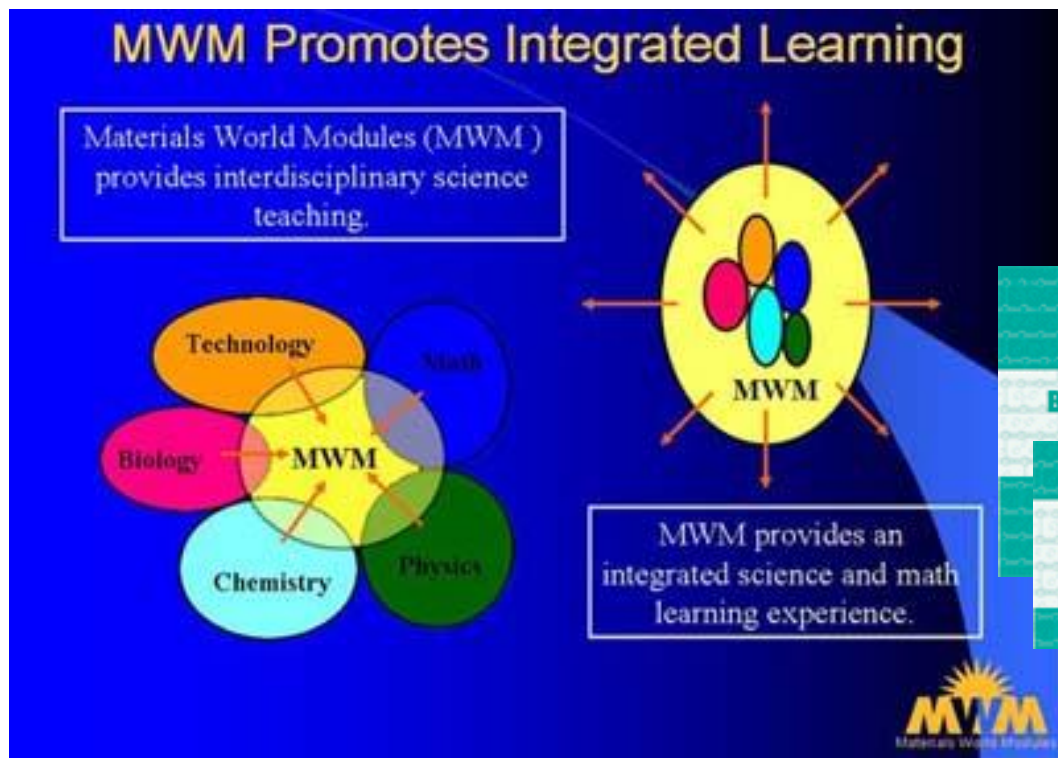 MWM Promotes Integrated Learning
Materials World Modules (MWM )
provides interdisciplinary science
teaching.
Technology
Math
Biology
MWM
Chemistry
Physics
MWM
MWM provides an
integrated science and math
learning experience.
MWM
Materials World Modules